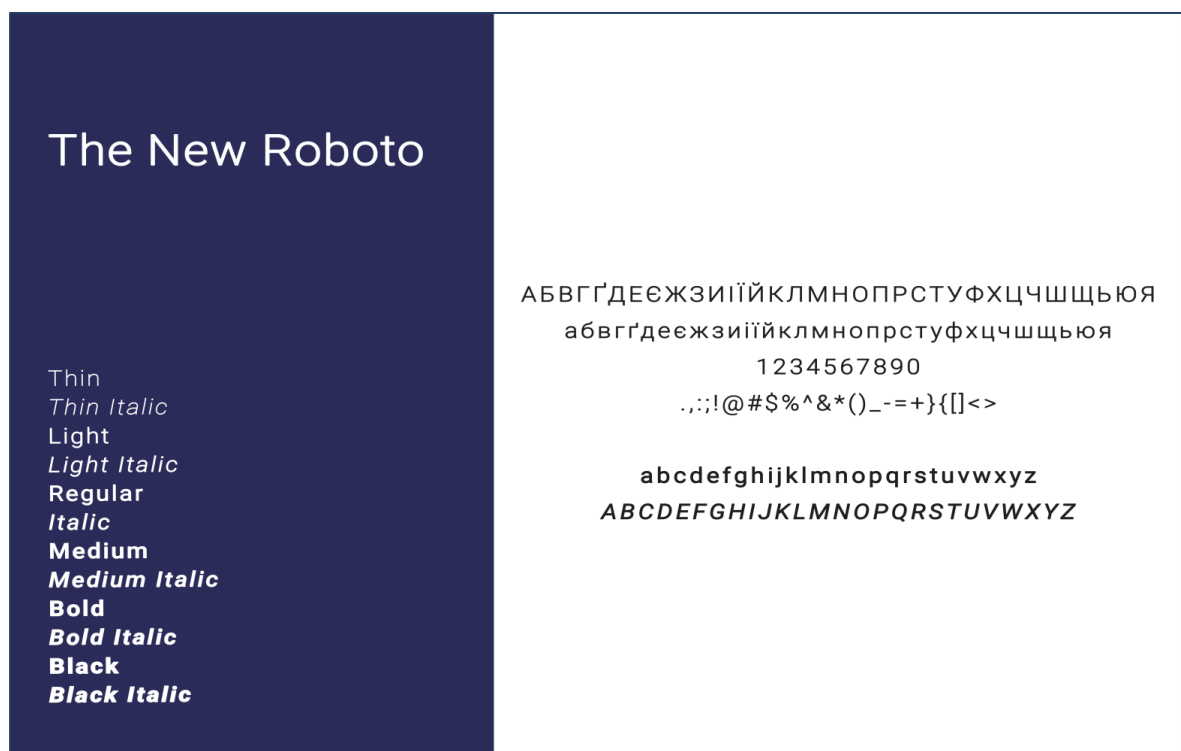 The New Roboto
Thin
Thin Italic
Light
Light Italic
Regular
Italic
Medium
Medium Italic
Bold
Bold Italic
Black
Black Italic
АБВГҐДЕЄЖЗИІЇЙКЛМНОПРСТУФХЦЧШЩЬЮЯ
абвгґдеєжзиіїйклмнопрстуфхцчшщьюя
1234567890
.,:;!@#$%^&*()_-=+}{[]<>
abcdefghijklmnopqrstuvwxyz
ABCDEFGHIJKLMNOPQRSTUVWXYZ